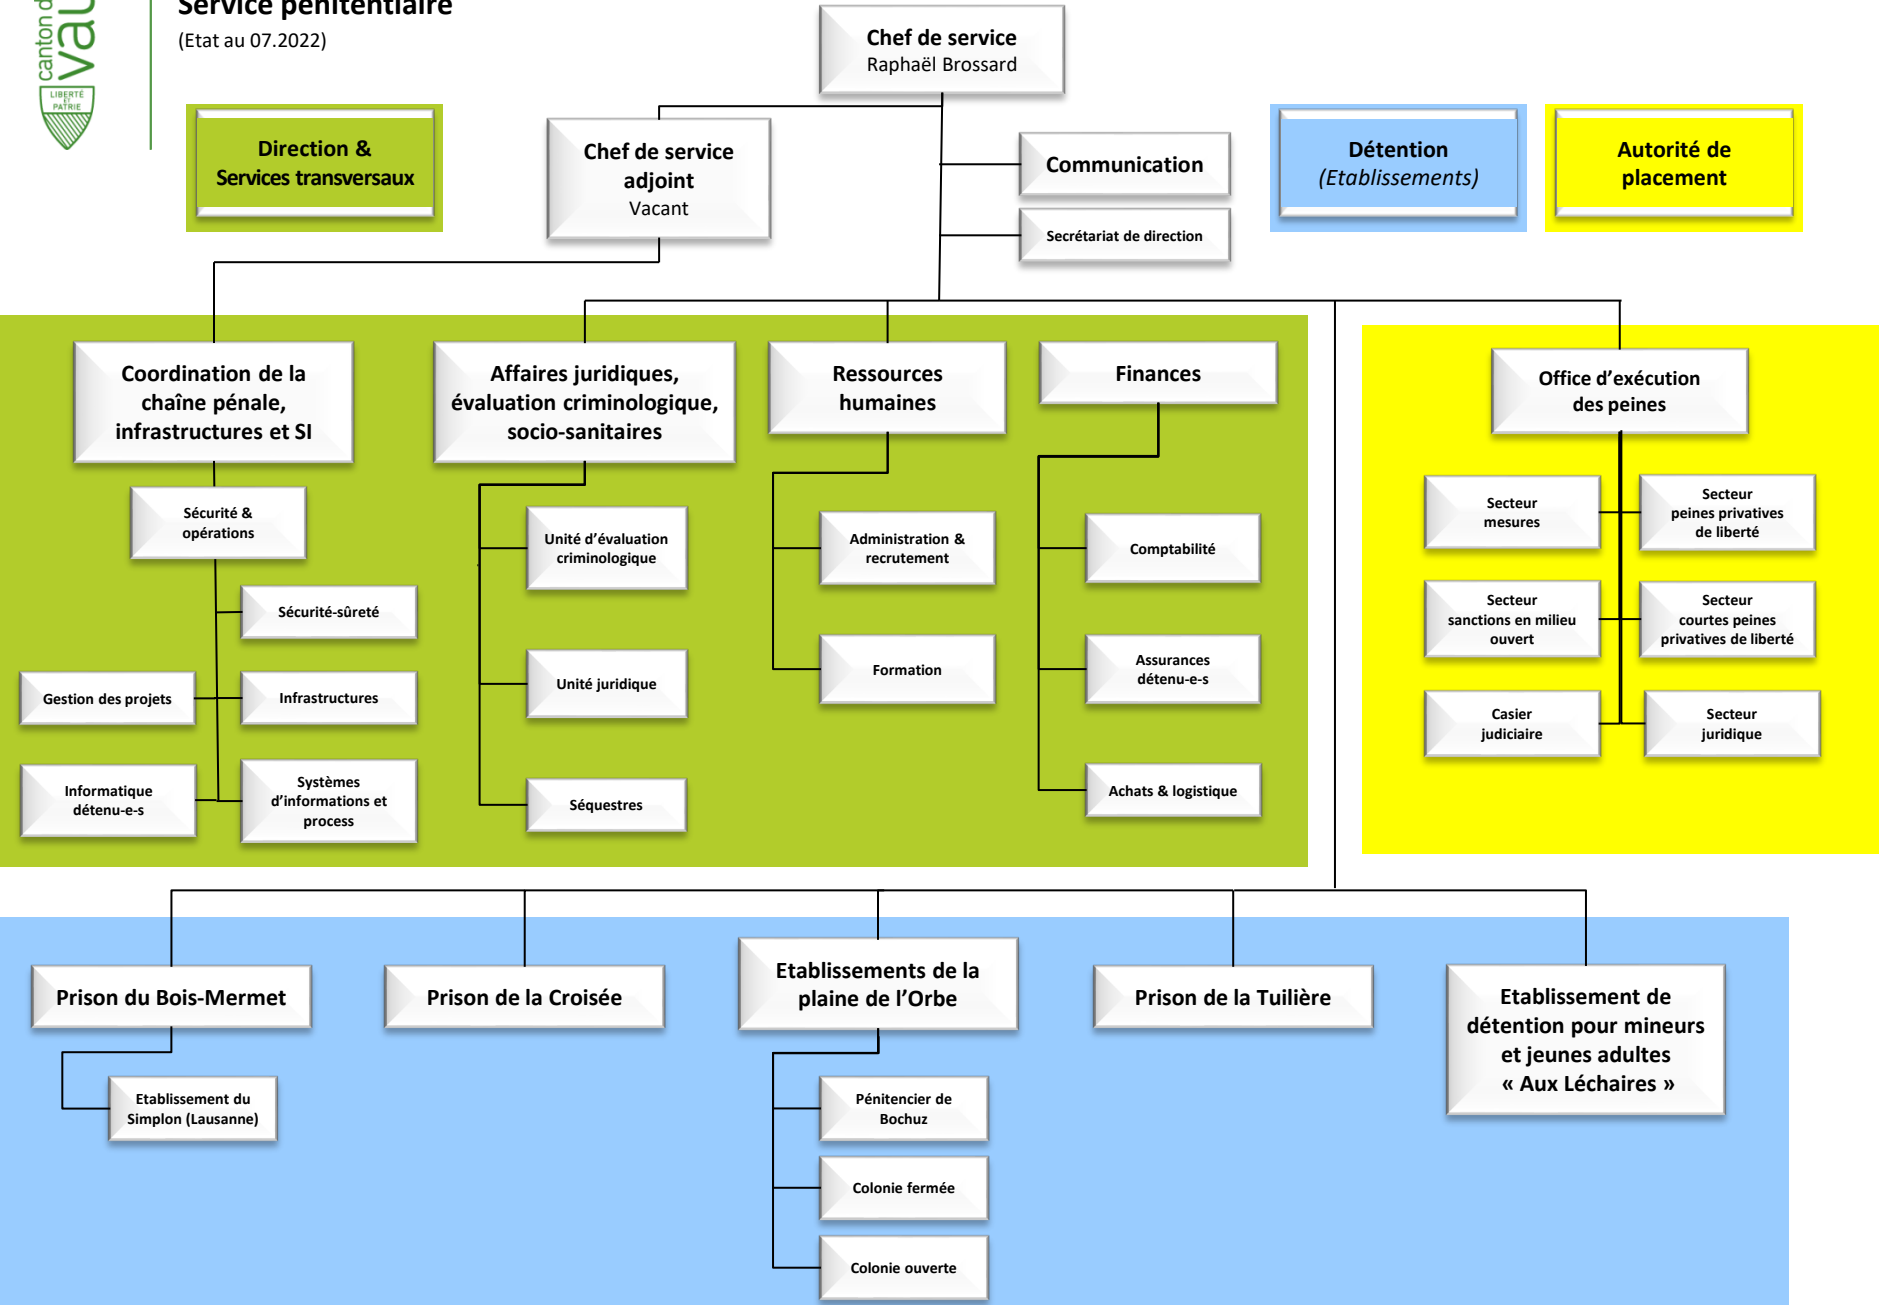 canton de
vau
LIBERTÉ
ET
PATRIE
Service pénitentiaire
(Etat au 07.2022)
Chef de service
Raphaël Brossard
Direction &
Services transversaux
Chef de service
adjoint
Vacant
Communication
Secrétariat de direction
Détention
(Etablissements)
Autorité de
placement
Coordination de la
chaîne pénale,
infrastructures et SI
Sécurité &
opérations
Sécurité-sûreté
Gestion des projets
Infrastructures
Informatique
détenu-e-s
Systèmes
d’informations et
process
Affaires juridiques,
évaluation criminologique,
socio-sanitaires
Unité d’évaluation
criminologique
Unité juridique
Séquestres
Ressources
humaines
Administration &
recrutement
Formation
Finances
Comptabilité
Assurances
détenu-e-s
Achats & logistique
Office d’exécution
des peines
Secteur
mesures
Secteur
peines privatives
de liberté
Secteur
sanctions en milieu
ouvert
Secteur
courtes peines
privatives de liberté
Casier
judiciaire
Secteur
juridique
Prison du Bois-Mermet
Etablissement du
Simplon (Lausanne)
Prison de la Croisée
Etablissements de la
plaine de l’Orbe
Pénitencier de
Bochuz
Colonie fermée
Colonie ouverte
Prison de la Tuilière
Etablissement de
détention pour mineurs
et jeunes adultes
« Aux Léchaires »